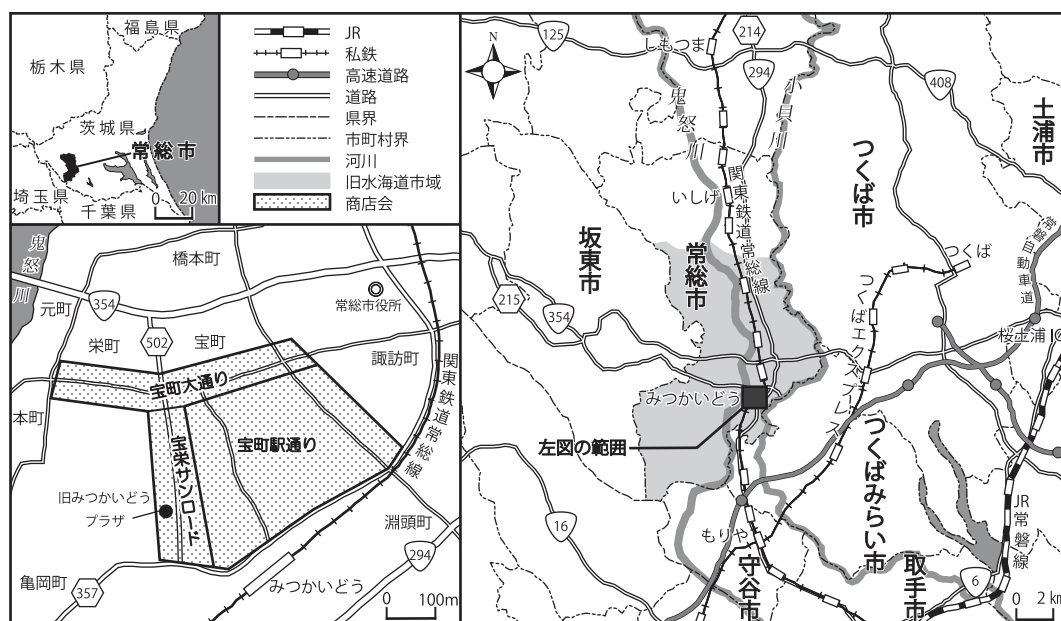 福島県
栃木県
茨城県
常総市
埼玉県
千葉県
0 20 km
JR
私鉄
高速道路
道路
県界
市町村界
河川
旧水海道市域
商店会
鬼怒川
橋本町
354
元町
常総市役所
502
栄町
宝町
諏訪町
宝町大通り
本町
宝町駅通り
宝栄サンロード
関東鉄道常総線
旧みつかいどう
プラザ
淵頭町
294
亀岡町
357
みつかいどう
0 100m
N
125
しもつま
214
294
408
鬼怒川
小貝川
土浦市
つくば市
いしげ
関東鉄道常総線
坂東市
常総市
つくば
常磐自動車道
215
354
つくばエクスプレス
桜土浦IC
みつかいどう
左図の範囲
つくばみらい市
16
もりや
守谷市
取手市
JR常磐線
6
0 2 km